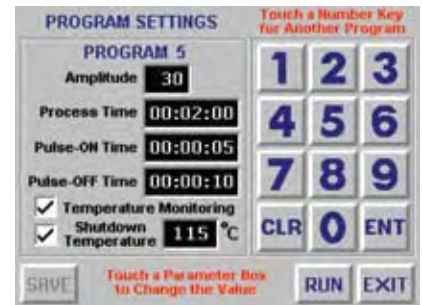 PROGRAM SETTINGS
Touch a Number Key
for Another Program
PROGRAM 5
Amplitude 30
Process Time 00:02:00
Pulse-ON Time 00:00:05
Pulse-OFF Time 00:00:10
✓ Temperature Monitoring
✓ Shutdown
Temperature 115 °C
1 2 3
4 5 6
7 8 9
CLR 0 ENT
SAVE
Touch a Parameter Box
to Change the Value
RUN EXIT